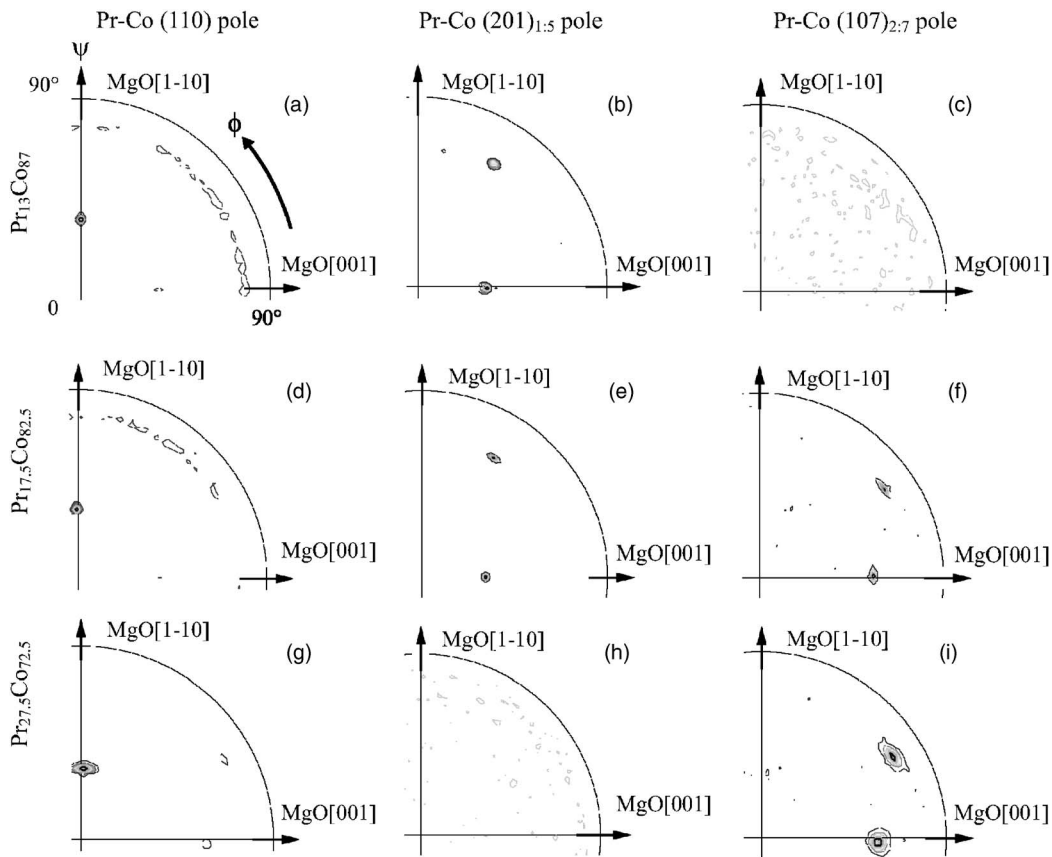 Pr-Co (110) pole Pr-Co (201)1:5 pole Pr-Co (107)2:7 pole
ψ
90° MgO[1-10] (a)
Φ
MgO[001]
0 90°
MgO[1-10] (b)
MgO[001]
MgO[1-10] (c)
MgO[001]
Pr13Co87
MgO[1-10] (d)
MgO[001]
MgO[1-10] (e)
MgO[001]
MgO[1-10] (f)
MgO[001]
Pr17.5Co82.5
MgO[1-10] (g)
MgO[001]
MgO[1-10] (h)
MgO[001]
MgO[1-10] (i)
MgO[001]
Pr27.5Co72.5